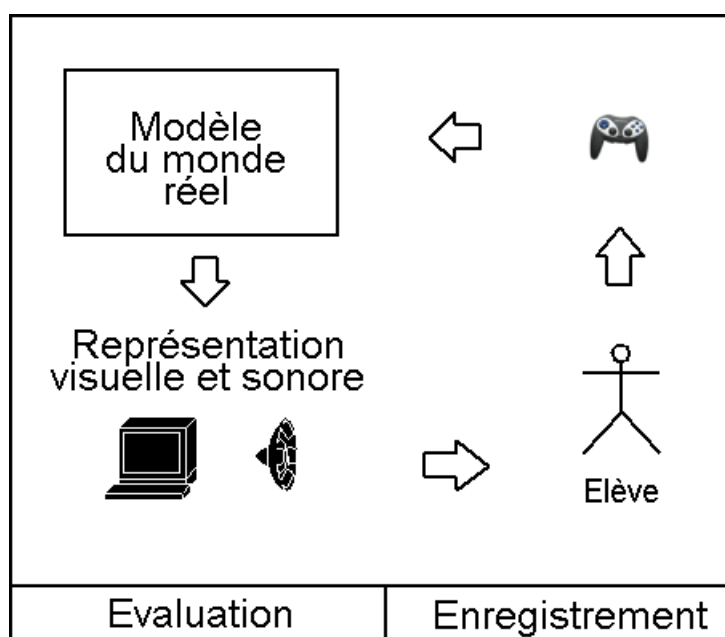 Modèle
du monde
réel
Représentation
visuelle et sonore
Elève
Evaluation
Enregistrement